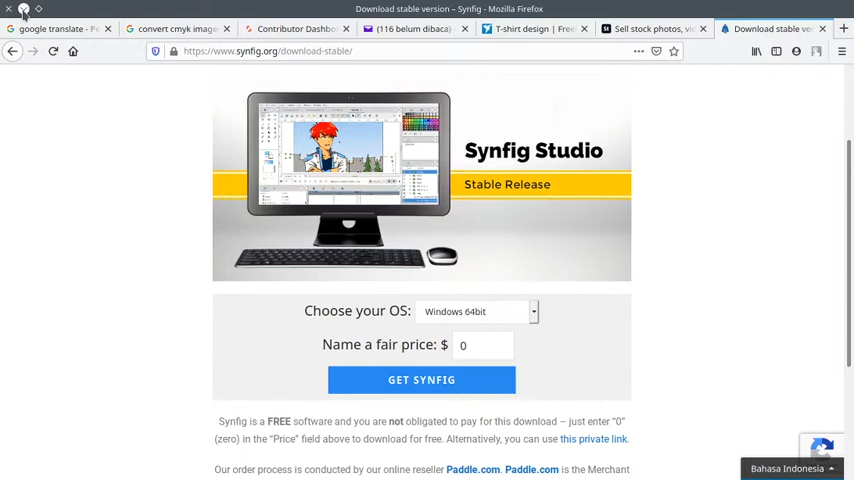 Download stable version – Synfig - Mozilla Firefox
google translate - Pe
convert cmyk image
Contributor Dashboa
(116 belum dibaca) -
T-shirt design | Free
Sell stock photos, vic
Download stable ver
https://www.synfig.org/download-stable/
Synfig Studio
Stable Release
Choose your OS: Windows 64bit
Name a fair price: $ 0
GET SYNFIG
Synfig is a FREE software and you are not obligated to pay for this download – just enter "0"
(zero) in the "Price" field above to download for free. Alternatively, you can use this private link.
Our order process is conducted by our online reseller Paddle.com. Paddle.com is the Merchant
Bahasa Indonesia